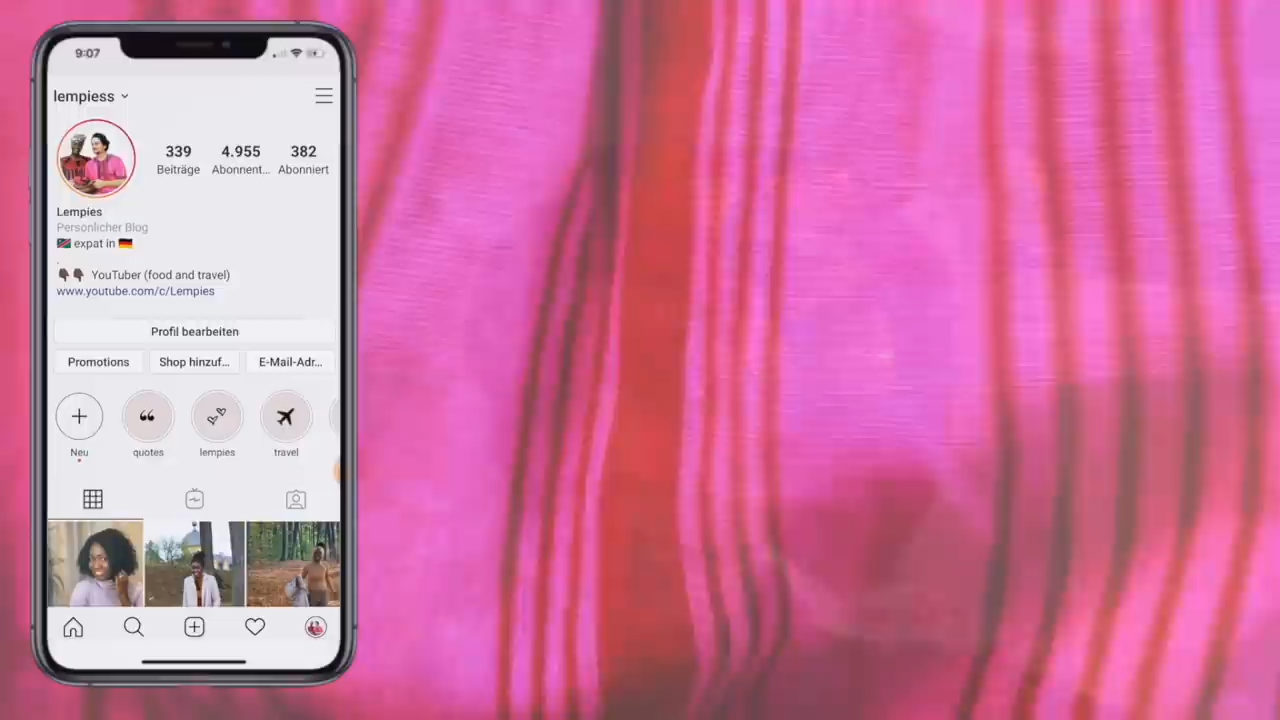 9:07
lempiess
339 4.955 382
Beiträge Abonnent... Abonniert
Lempies
Persönlicher Blog
🇳🇦 expat in 🇩🇪
.
👇🏿👇🏿 YouTuber (food and travel)
www.youtube.com/c/Lempies
Profil bearbeiten
Promotions Shop hinzuf... E-Mail-Adr...
Neu quotes lempies travel